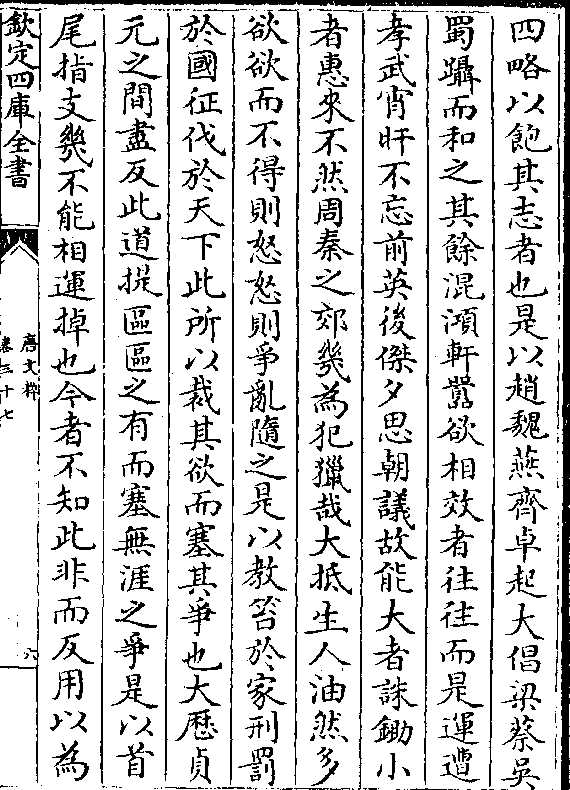 四略以飽其志者也是以趙魏燕齊卓起大倡梁蔡吳
蜀躡而和之其餘混澒軒囂欲相效者往往而是運遭
孝武宵旰不忘前英後傑夕思朝議故能大者誅鋤小
者惠來不然周秦之郊幾為犯獵哉大抵生人油然多
欲欲而不得則怒怒則爭亂隨之是以教笞於家刑罰
於國征伐於天下此所以裁其欲而塞其爭也大厯貞
元之間盡反此道提區區之有而塞無涯之爭是以首
尾指支幾不能相運掉也今者不知此非而反用以為
欽定四庫全書
唐文粹
卷三十七
六